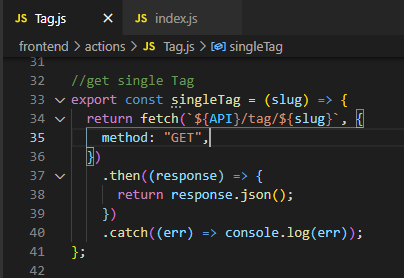 JS Tag.js X JS index.js
frontend > actions > JS Tag.js > singleTag
31
32 //get single Tag
33 export const singleTag = (slug) => {
34 return fetch(`${API}/tag/${slug}`, {
35 method: "GET",
36 })
37 .then((response) => {
38 return response.json();
39 })
40 .catch((err) => console.log(err));
41 };
42